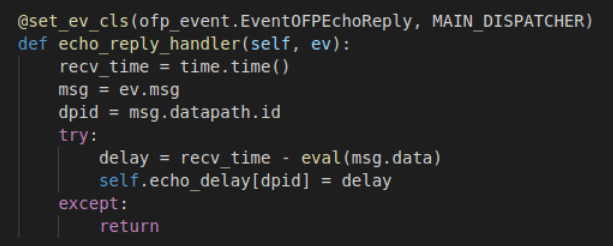 @set_ev_cls(ofp_event.EventOFPEchoReply, MAIN_DISPATCHER)
def echo_reply_handler(self, ev):
    recv_time = time.time()
    msg = ev.msg
    dpid = msg.datapath.id
    try:
        delay = recv_time - eval(msg.data)
        self.echo_delay[dpid] = delay
    except:
        return